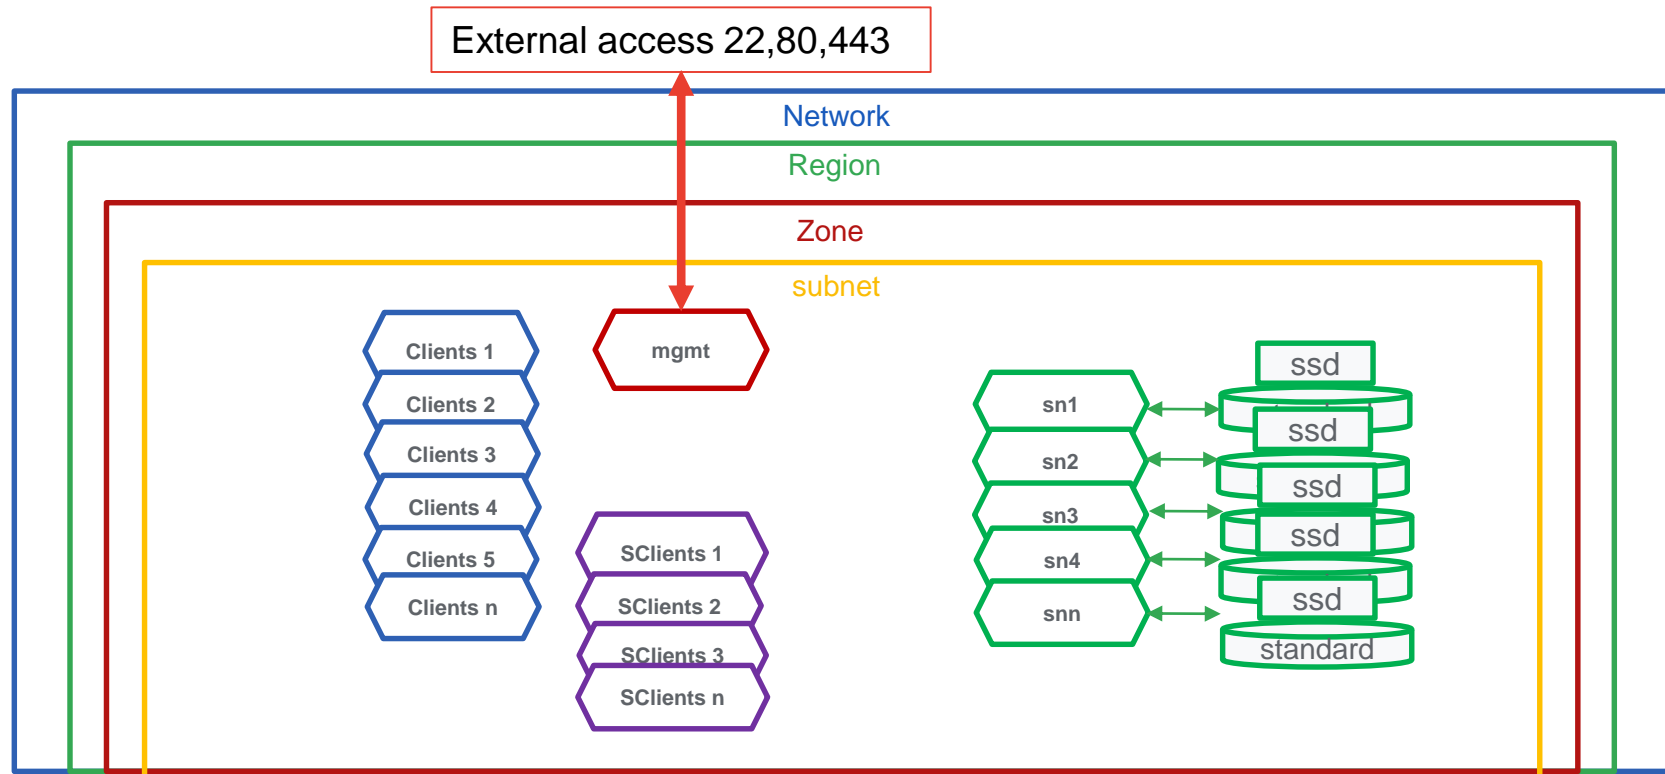 External access 22,80,443
Network
Region
Zone
subnet
Clients 1
Clients 2
Clients 3
Clients 4
Clients 5
Clients n
mgmt
SClients 1
SClients 2
SClients 3
SClients n
sn1
sn2
sn3
sn4
snn
ssd
ssd
ssd
ssd
ssd
standard